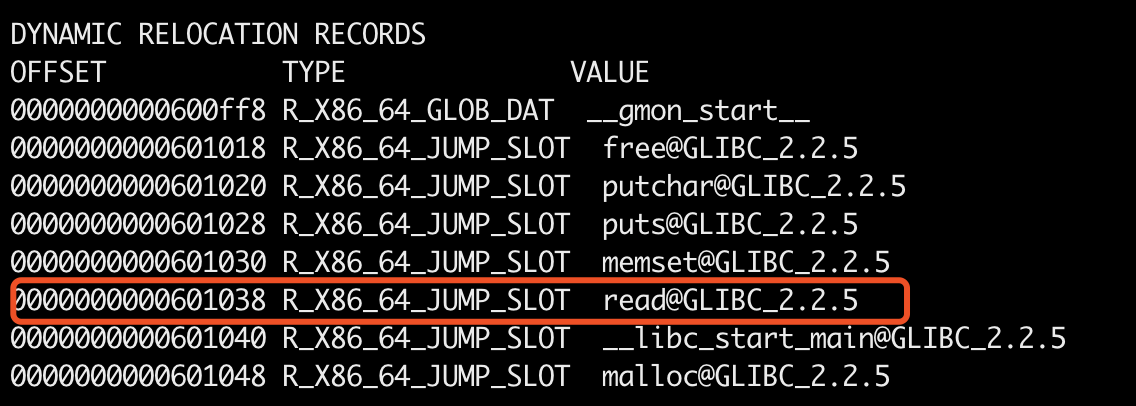 DYNAMIC RELOCATION RECORDS
OFFSET TYPE VALUE
0000000000600ff8 R_X86_64_GLOB_DAT __gmon_start__
0000000000601018 R_X86_64_JUMP_SLOT free@GLIBC_2.2.5
0000000000601020 R_X86_64_JUMP_SLOT putchar@GLIBC_2.2.5
0000000000601028 R_X86_64_JUMP_SLOT puts@GLIBC_2.2.5
0000000000601030 R_X86_64_JUMP_SLOT memset@GLIBC_2.2.5
0000000000601038 R_X86_64_JUMP_SLOT read@GLIBC_2.2.5
0000000000601040 R_X86_64_JUMP_SLOT __libc_start_main@GLIBC_2.2.5
0000000000601048 R_X86_64_JUMP_SLOT malloc@GLIBC_2.2.5